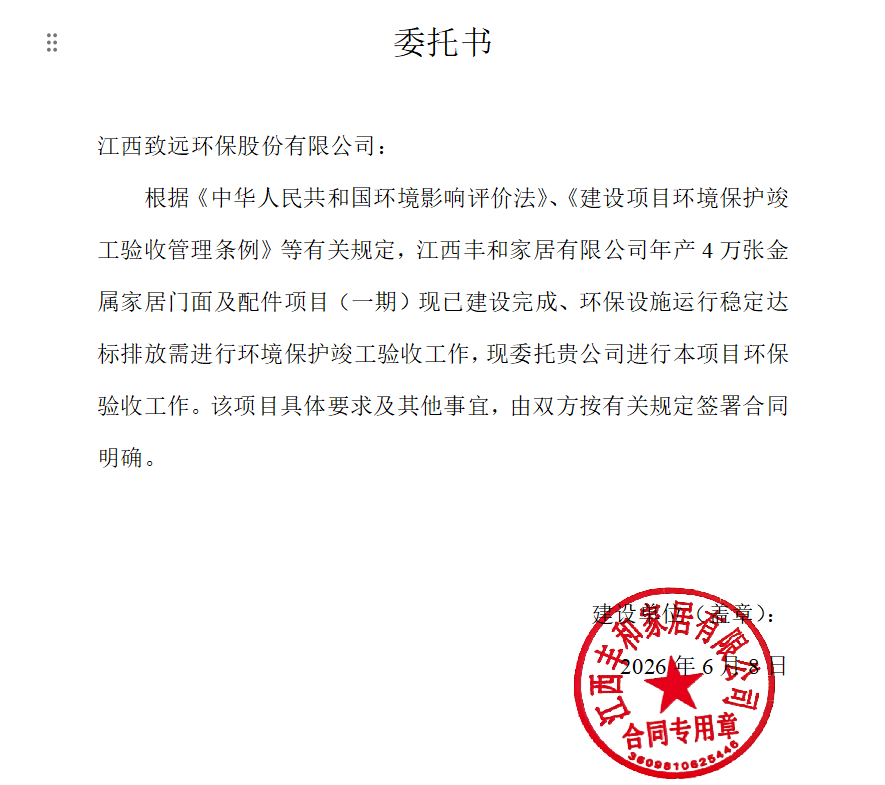 委托书
江西致远环保股份有限公司：
根据《中华人民共和国环境影响评价法》、《建设项目环境保护竣
工验收管理条例》等有关规定，江西丰和家居有限公司年产 4 万张金
属家居门面及配件项目（一期）现已建设完成、环保设施运行稳定达
标排放需进行环境保护竣工验收工作，现委托贵公司进行本项目环保
验收工作。该项目具体要求及其他事宜，由双方按有关规定签署合同
明确。
建设单位（盖章）：
2026 年 6 月 8 日
江西丰和家居有限公司
合同专用章
3609810625446